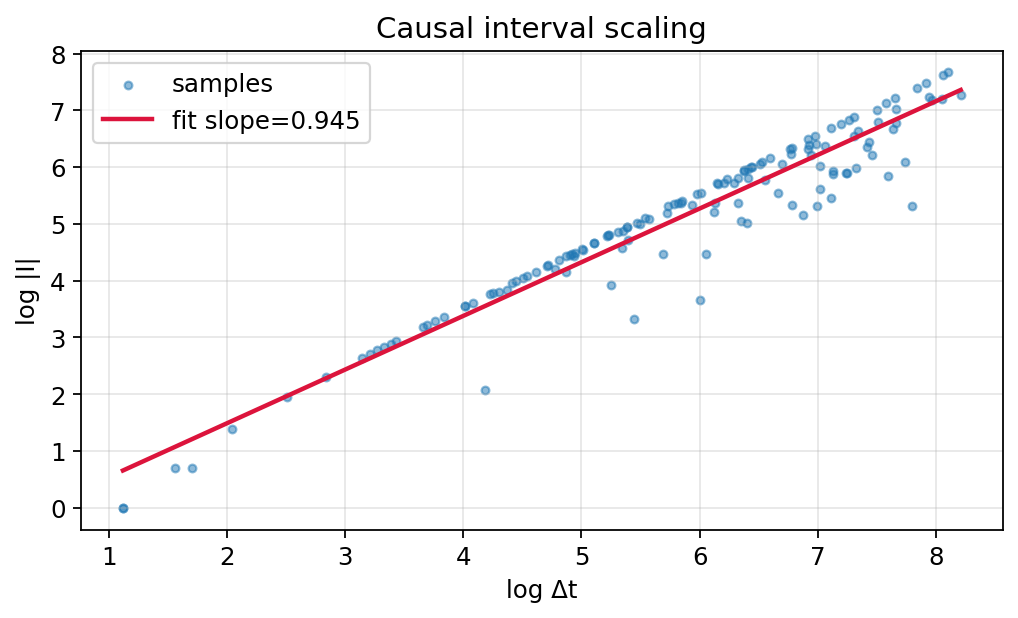 Causal interval scaling
samples
fit slope=0.945
log |I|
8
7
6
5
4
3
2
1
0
1 2 3 4 5 6 7 8
log Δt